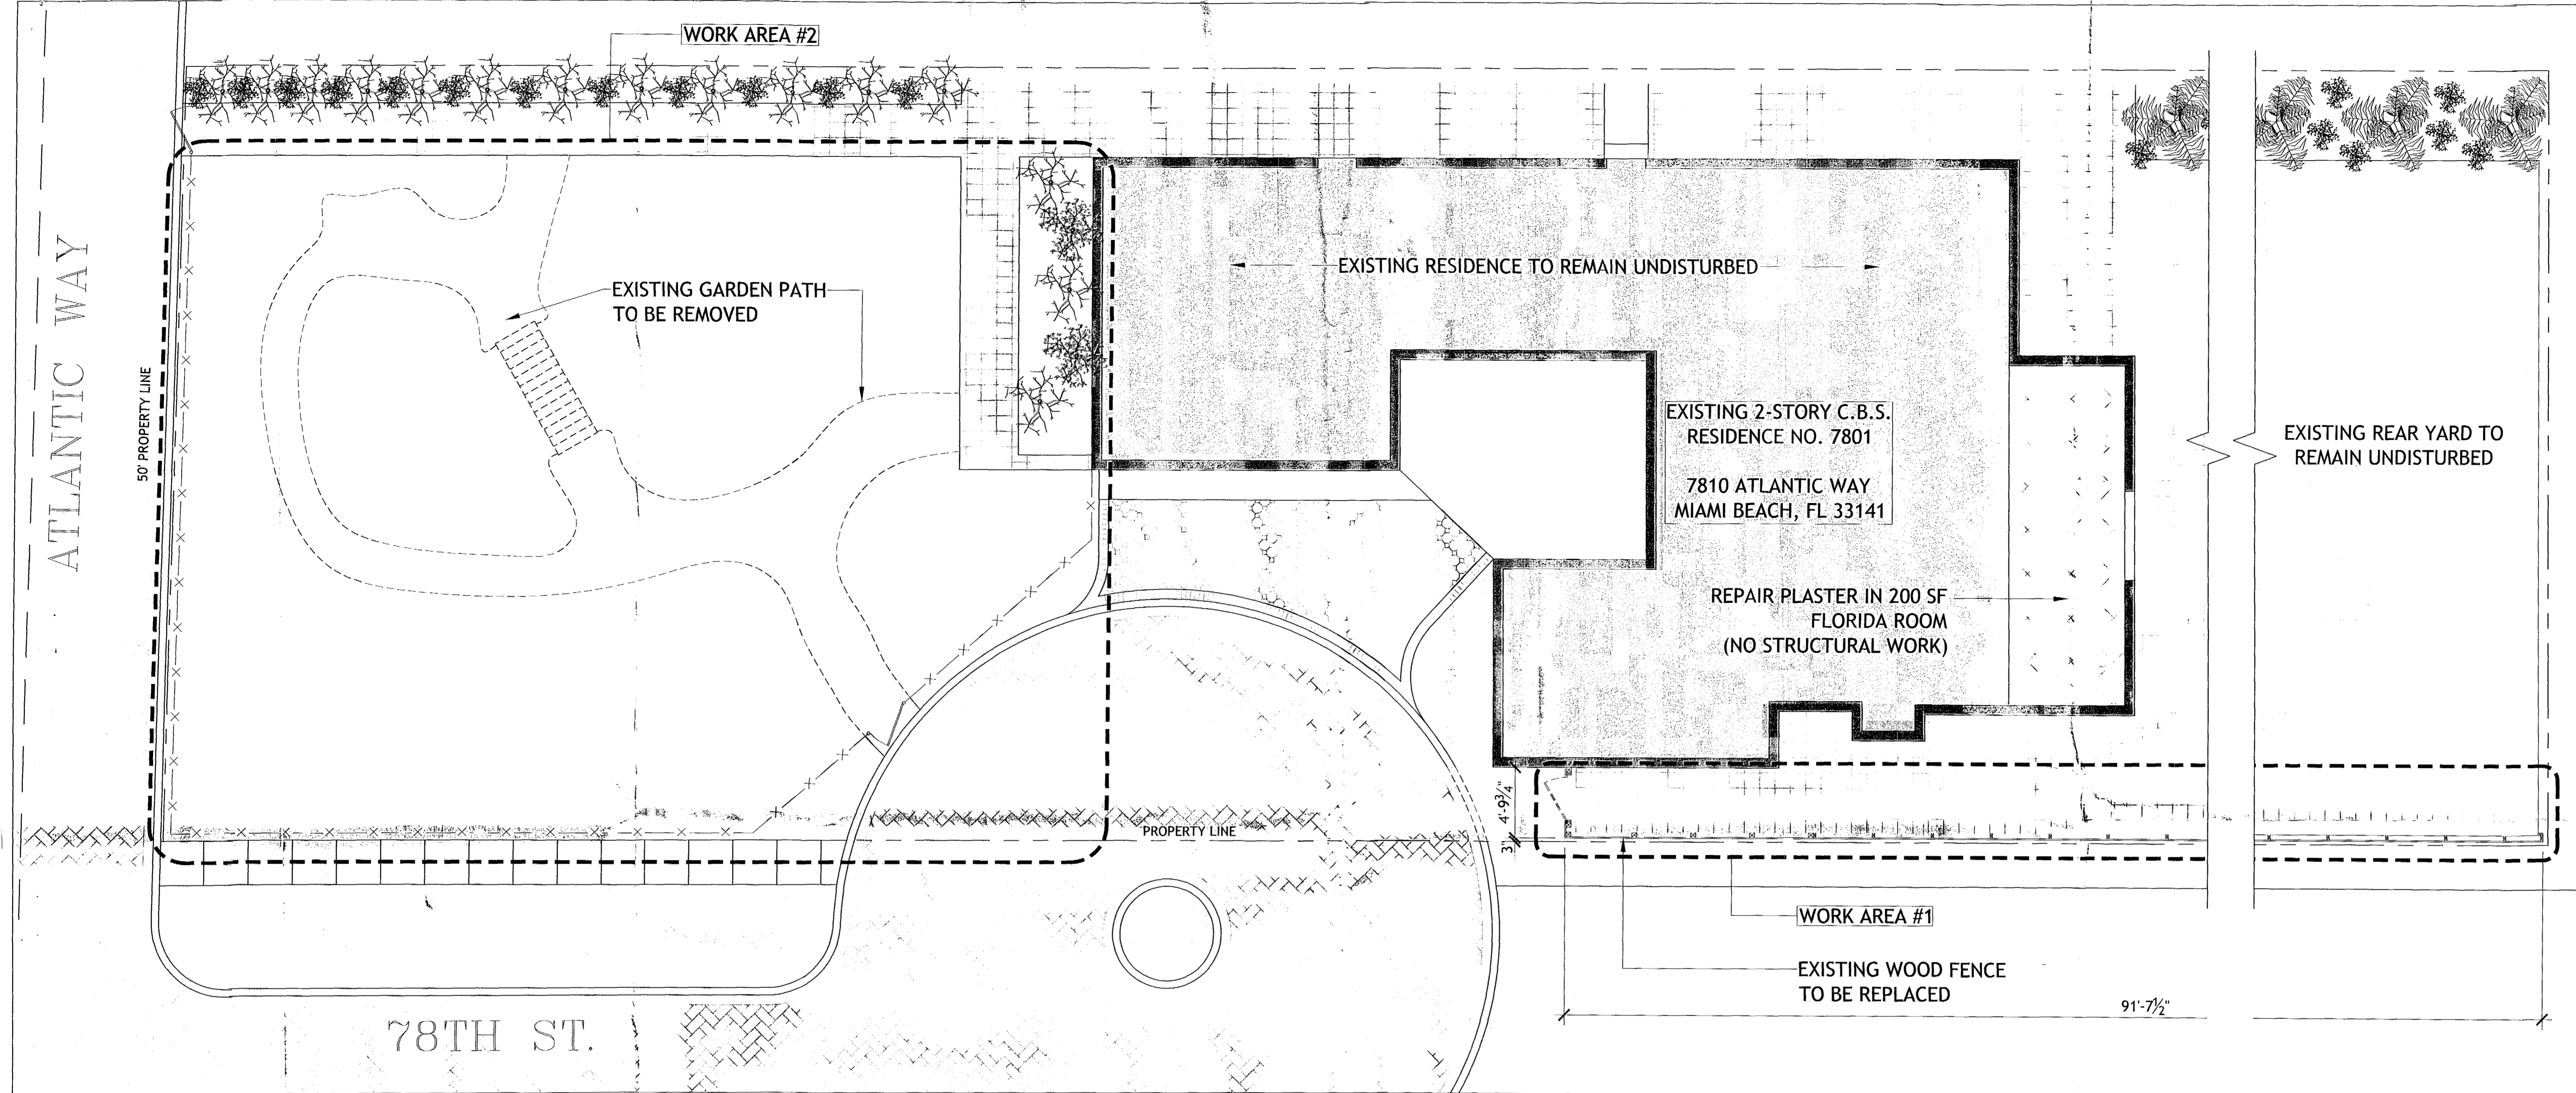 WORK AREA #2
ATLANTIC WAY
50' PROPERTY LINE
EXISTING GARDEN PATH
TO BE REMOVED
EXISTING RESIDENCE TO REMAIN UNDISTURBED
EXISTING 2-STORY C.B.S.
RESIDENCE NO. 7801
7810 ATLANTIC WAY
MIAMI BEACH, FL 33141
EXISTING REAR YARD TO
REMAIN UNDISTURBED
REPAIR PLASTER IN 200 SF
FLORIDA ROOM
(NO STRUCTURAL WORK)
4'-9¾"
3"
PROPERTY LINE
WORK AREA #1
EXISTING WOOD FENCE
TO BE REPLACED
91'-7½"
78TH ST.